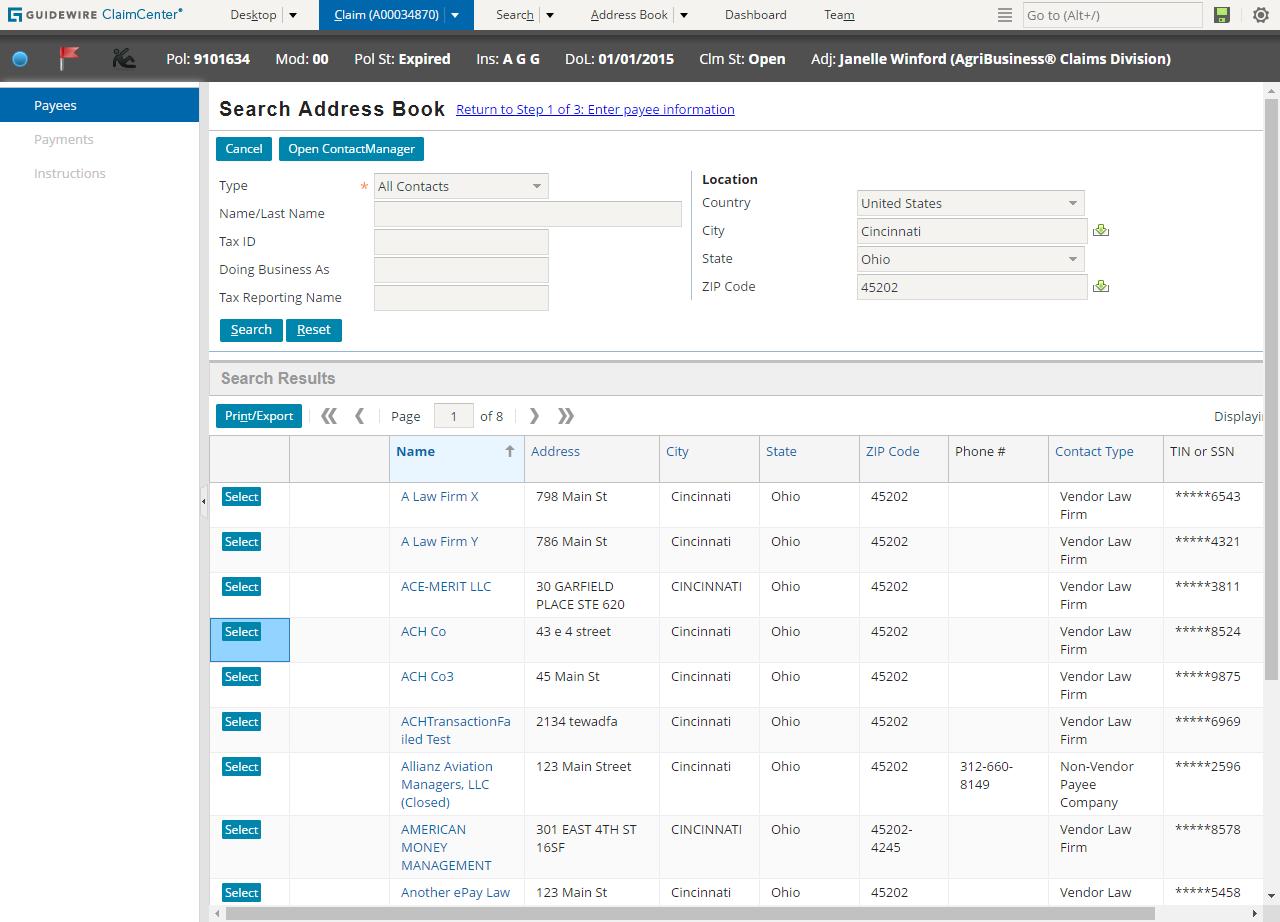 GUIDEWIRE ClaimCenter® Desktop Claim (A00034870) Search Address Book Dashboard Team Go to (Alt+/)
Pol: 9101634 Mod: 00 Pol St: Expired Ins: A G G DoL: 01/01/2015 Clm St: Open Adj: Janelle Winford (AgriBusiness® Claims Division)
Payees
Payments
Instructions
Search Address Book Return to Step 1 of 3: Enter payee information
Cancel Open ContactManager
Type * All Contacts
Name/Last Name
Tax ID
Doing Business As
Tax Reporting Name
Location
Country United States
City Cincinnati
State Ohio
ZIP Code 45202
Search Reset
Search Results
Print/Export Page 1 of 8 Displayi
Name Address City State ZIP Code Phone # Contact Type TIN or SSN
Select A Law Firm X 798 Main St Cincinnati Ohio 45202 Vendor Law *****6543
Firm
Select A Law Firm Y 786 Main St Cincinnati Ohio 45202 Vendor Law *****4321
Firm
Select ACE-MERIT LLC 30 GARFIELD CINCINNATI Ohio 45202 Vendor Law *****3811
PLACE STE 620 Firm
Select ACH Co 43 e 4 street Cincinnati Ohio 45202 Vendor Law *****8524
Firm
Select ACH Co3 45 Main St Cincinnati Ohio 45202 Vendor Law *****9875
Firm
Select ACHTransactionFa 2134 tewadfa Cincinnati Ohio 45202 Vendor Law *****6969
iled Test Firm
Select Allianz Aviation 123 Main Street Cincinnati Ohio 45202 312-660- Non-Vendor *****2596
Managers, LLC 8149 Payee
(Closed) Company
Select AMERICAN 301 EAST 4TH ST CINCINNATI Ohio 45202- Vendor Law *****8578
MONEY 16SF 4245 Firm
MANAGEMENT
Select Another ePay Law 123 Main St Cincinnati Ohio 45202 Vendor Law *****5458